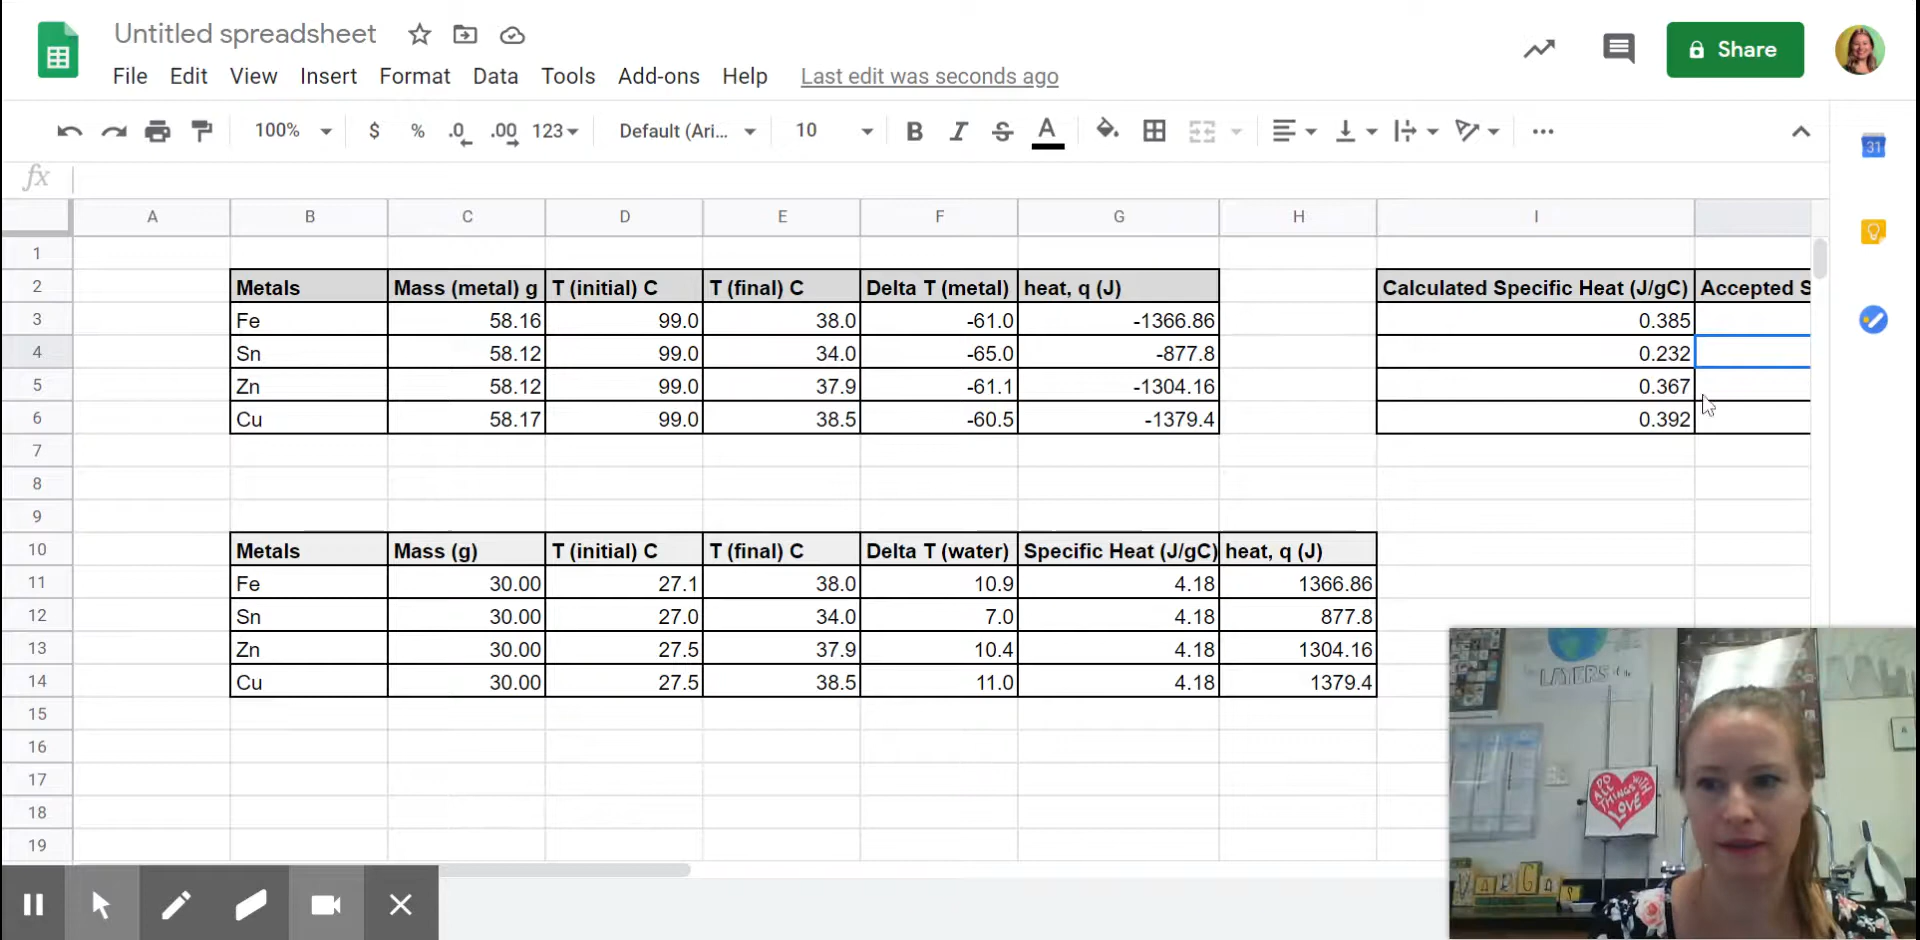 Untitled spreadsheet
File Edit View Insert Format Data Tools Add-ons Help Last edit was seconds ago
Share
100% $ % .0 .00 123 Default (Ari... 10 B I S A
31
fx
A B C D E F G H I
1
2 Metals Mass (metal) g T (initial) C T (final) C Delta T (metal) heat, q (J) Calculated Specific Heat (J/gC) Accepted S
3 Fe 58.16 99.0 38.0 -61.0 -1366.86 0.385
4 Sn 58.12 99.0 34.0 -65.0 -877.8 0.232
5 Zn 58.12 99.0 37.9 -61.1 -1304.16 0.367
6 Cu 58.17 99.0 38.5 -60.5 -1379.4 0.392
7
8
9
10 Metals Mass (g) T (initial) C T (final) C Delta T (water) Specific Heat (J/gC) heat, q (J)
11 Fe 30.00 27.1 38.0 10.9 4.18 1366.86
12 Sn 30.00 27.0 34.0 7.0 4.18 877.8
13 Zn 30.00 27.5 37.9 10.4 4.18 1304.16
14 Cu 30.00 27.5 38.5 11.0 4.18 1379.4
15
16
17
18
19
LAYERS
DO
ALL
THINGS WITH
LOVE
VARGAS